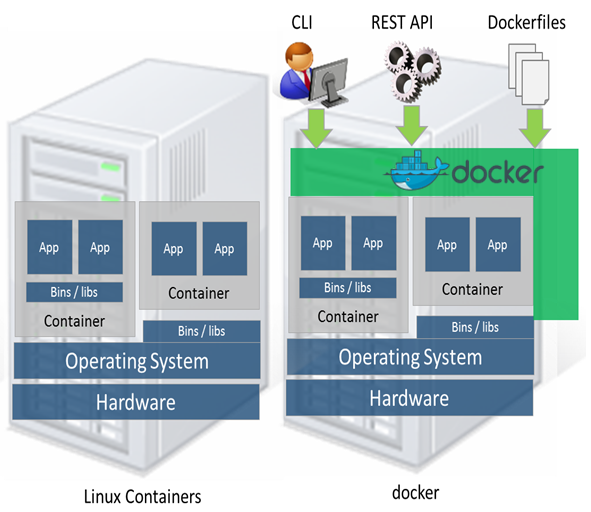 CLI
REST API
Dockerfiles
docker
App
App
Bins / libs
Container
App
App
Container
Bins / libs
Operating System
Hardware
Linux Containers
App
App
Bins / libs
Container
App
App
Container
Bins / libs
Operating System
Hardware
docker